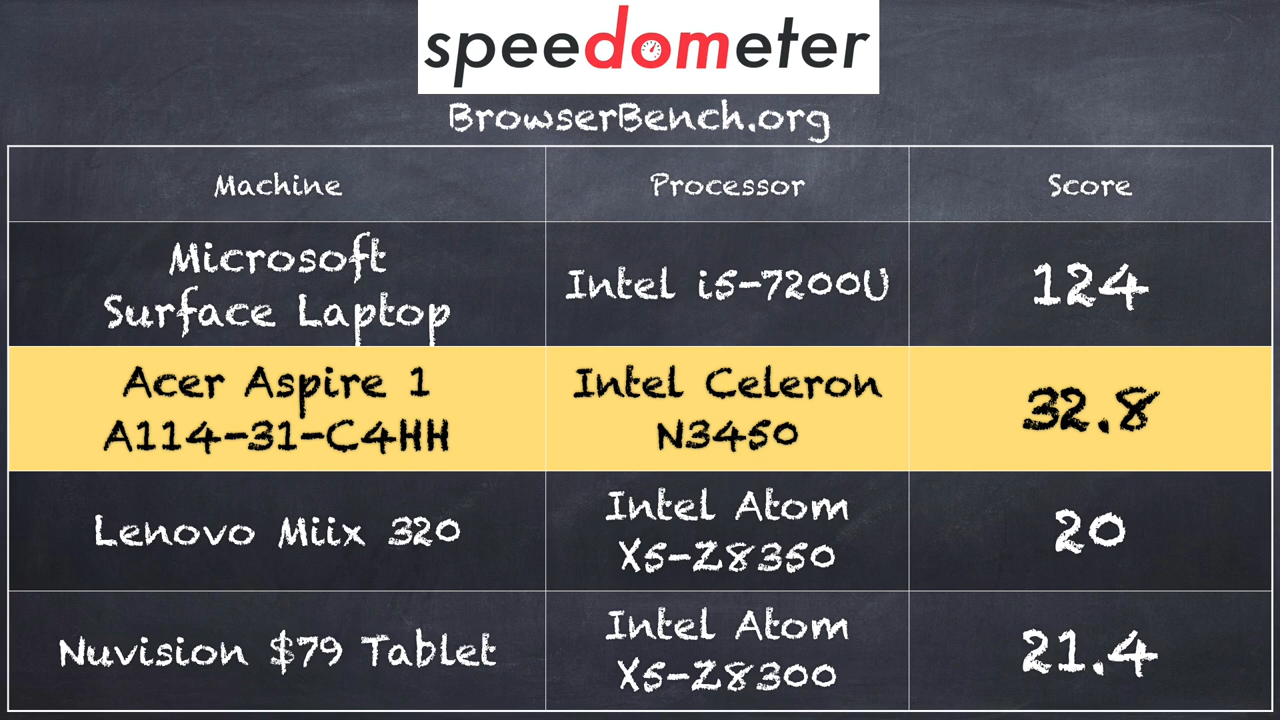 speedometer
BrowserBench.org
Machine Processor Score
Microsoft
Surface Laptop
Intel i5-7200U
124
Acer Aspire 1
A114-31-C4HH
Intel Celeron
N3450
32.8
Lenovo Miix 320
Intel Atom
X5-Z8350
20
Nuvision $79 Tablet
Intel Atom
X5-Z8300
21.4